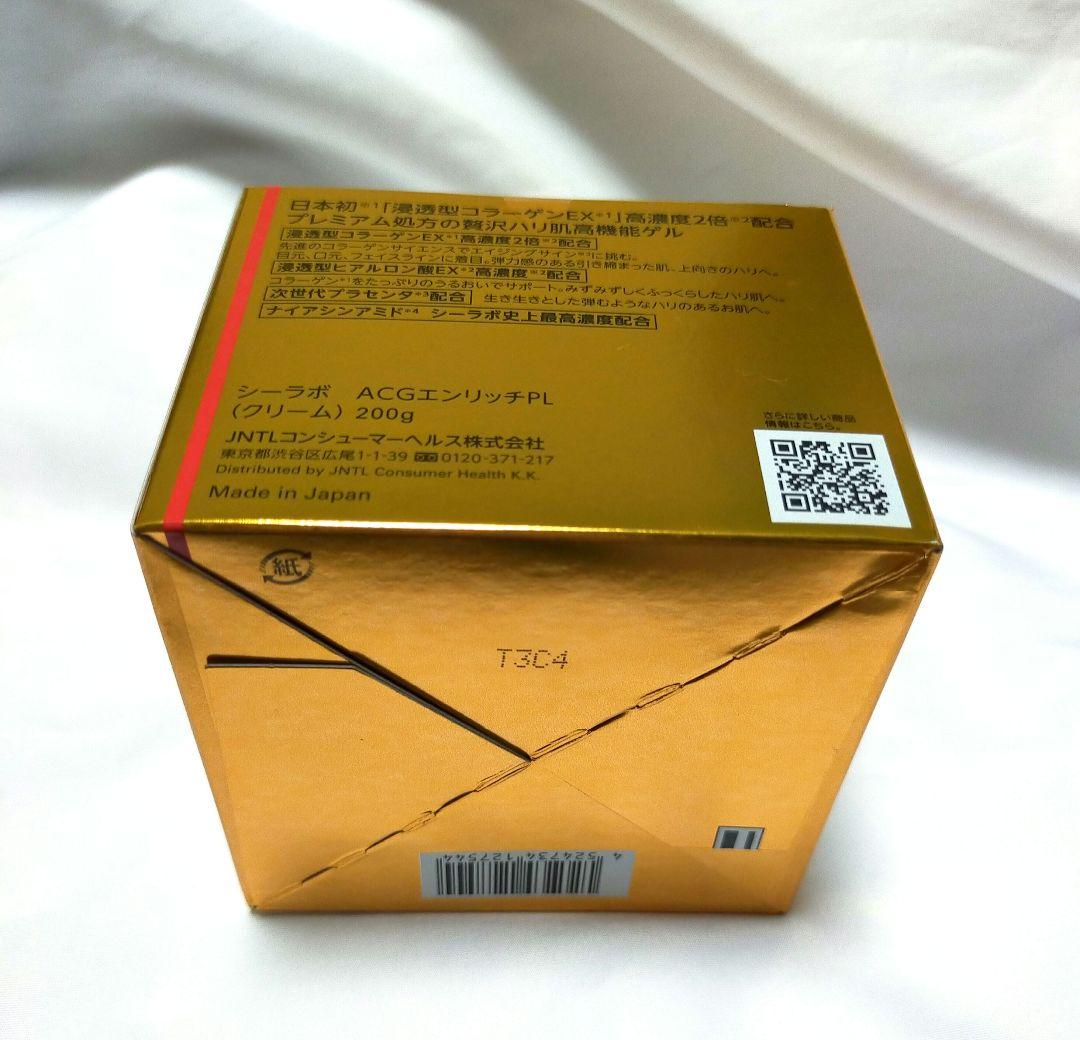 日本初※1「浸透型コラーゲンEX*1」高濃度2倍※2配合
プレミアム処方の贅沢ハリ肌高機能ゲル
浸透型コラーゲンEX*1高濃度2倍※2配合
先進のコラーゲンサイエンスでエイジングサイン※3に挑む。
目元、口元、フェイスラインに着目。弾力感のある引き締まった肌、上向きのハリへ。
浸透型ヒアルロン酸EX*2高濃度※2配合
コラーゲン*1をたっぷりのうるおいでサポート。みずみずしくふっくらしたハリ肌へ。
次世代プラセンタ*3配合 生き生きとした弾むようなハリのあるお肌へ。
ナイアシンアミド*4 シーラボ史上最高濃度配合
シーラボ ACGエンリッチPL
(クリーム) 200g
さらに詳しい商品
情報はこちら。
JNTLコンシューマーヘルス株式会社
東京都渋谷区広尾1-1-39 0120-371-217
Distributed by JNTL Consumer Health K.K.
Made in Japan
紙
T3C4
4524734127544